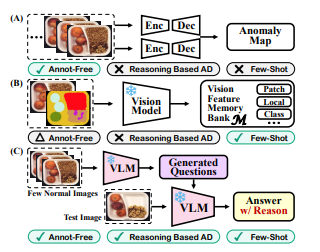 (A)
...
Enc
Dec
Enc
Dec
Anomaly
Map
✓ Annot-Free
✕ Reasoning Based AD
✕ Few-Shot
(B)
Vision
Model
Vision
Feature
Memory
Bank M
Patch
Local
Class
...
△ Annot-Free
✕ Reasoning Based AD
✓ Few-Shot
(C)
Few Normal Images
VLM
Generated
Questions
Test Image
VLM
Answer
w/ Reason
✓ Annot-Free
✓ Reasoning Based AD
✓ Few-Shot